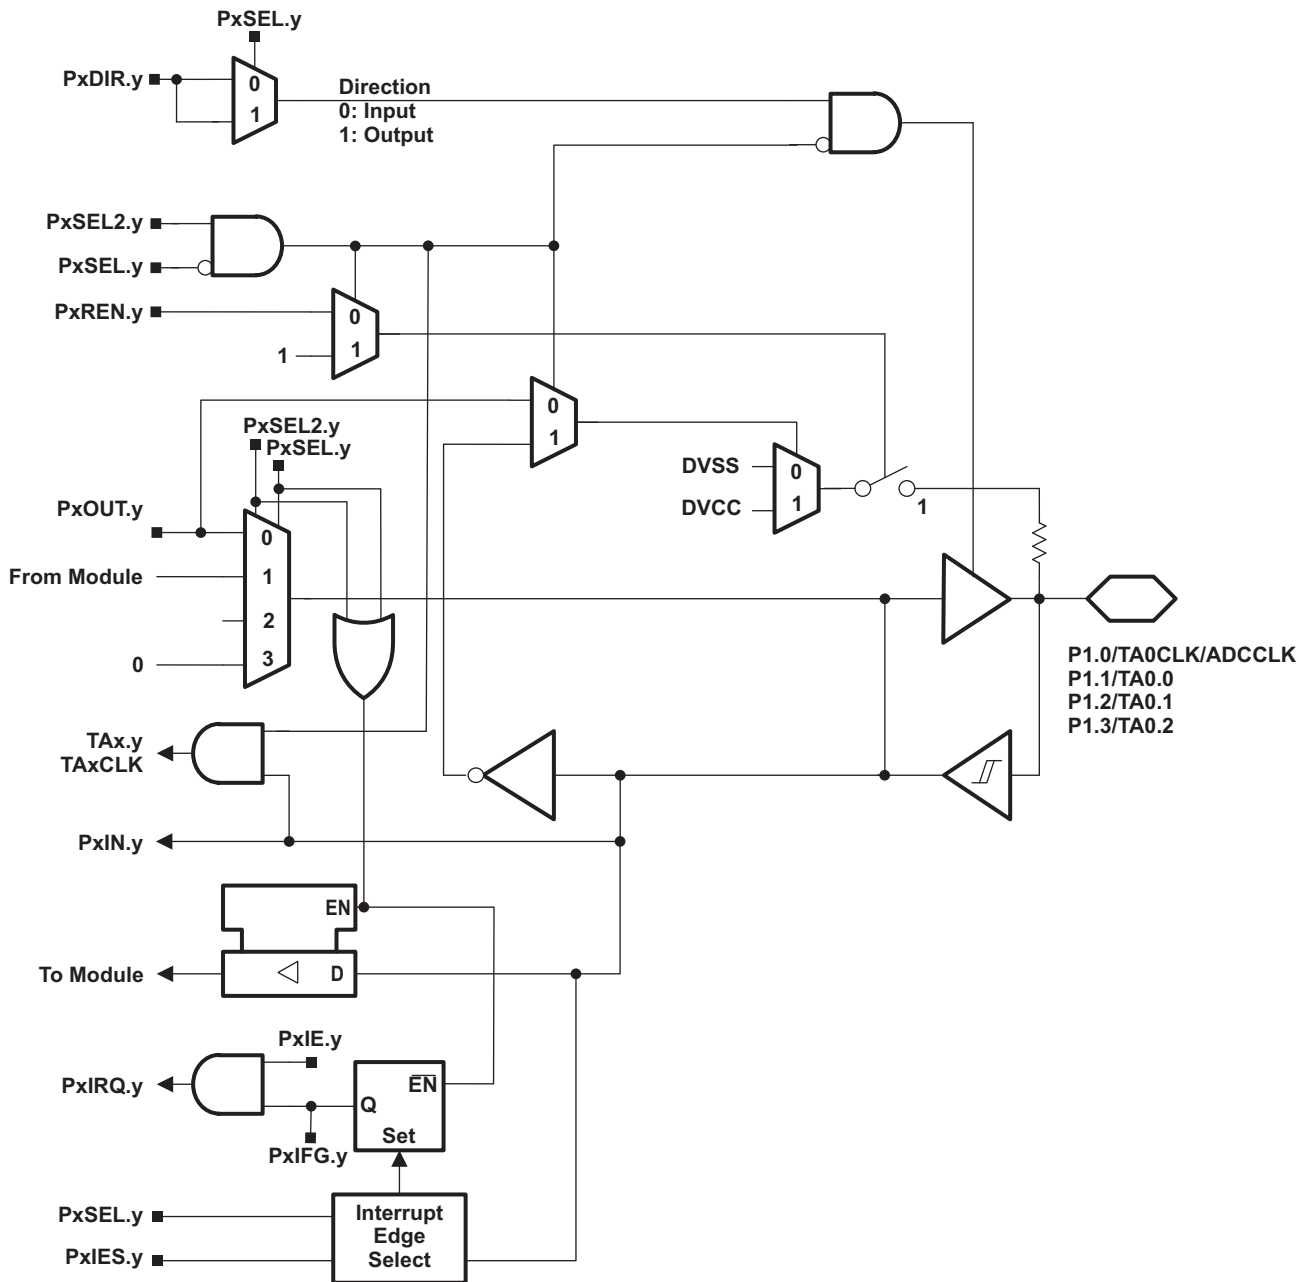 PxSEL.y
PxDIR.y
0
1
Direction
0: Input
1: Output
PxSEL2.y
PxSEL.y
PxREN.y
0
1
1
0
1
PxSEL2.y
PxSEL.y
DVSS
DVCC
0
1
1
PxOUT.y
From Module
0
0
1
2
3
P1.0/TA0CLK/ADCCLK
P1.1/TA0.0
P1.2/TA0.1
P1.3/TA0.2
TAx.y
TAxCLK
PxIN.y
EN
To Module
D
PxIE.y
PxIRQ.y
EN
Q
Set
PxIFG.y
PxSEL.y
PxIES.y
Interrupt
Edge
Select